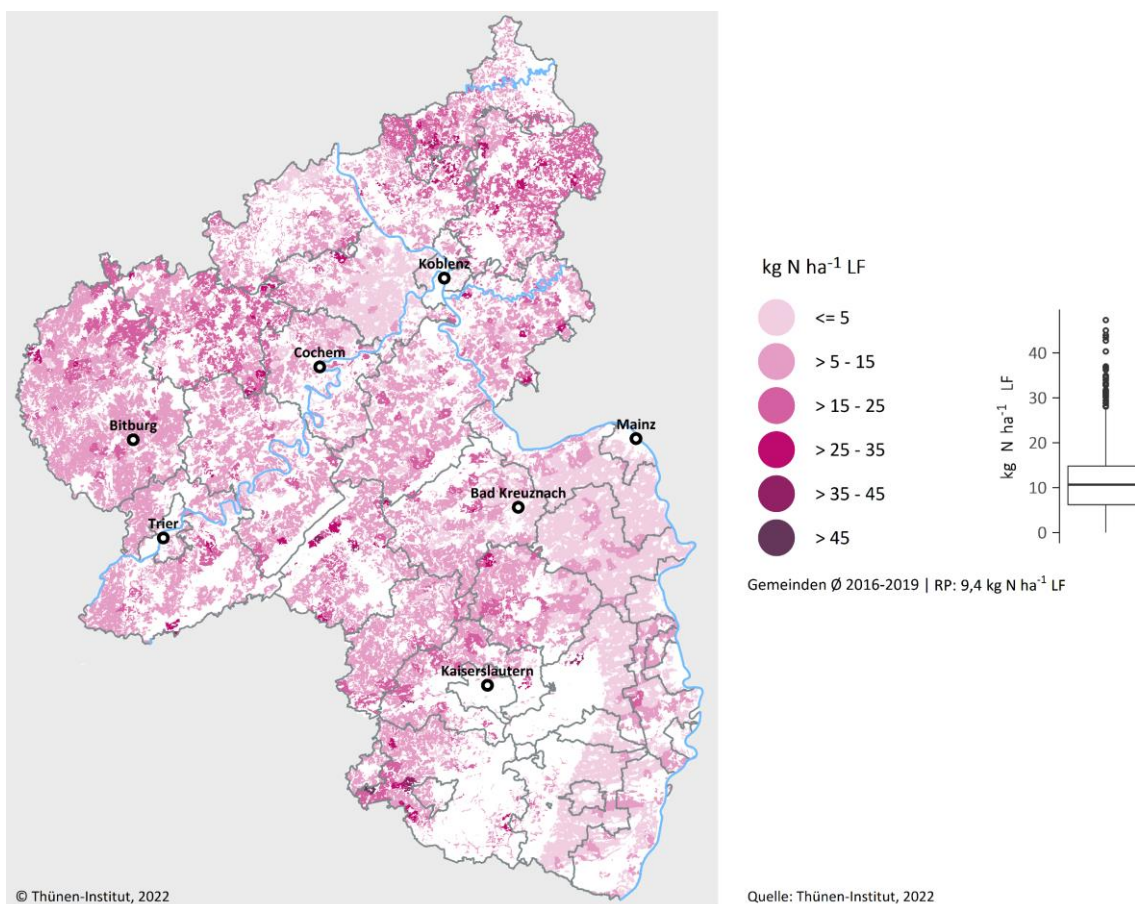 Koblenz
Cochem
Bitburg
Mainz
Bad Kreuznach
Trier
Kaiserslautern
© Thünen-Institut, 2022
kg N ha⁻¹ LF
<= 5
> 5 - 15
> 15 - 25
> 25 - 35
> 35 - 45
> 45
Gemeinden Ø 2016-2019 | RP: 9,4 kg N ha⁻¹ LF
kg N ha⁻¹ LF
40
30
20
10
0
Quelle: Thünen-Institut, 2022